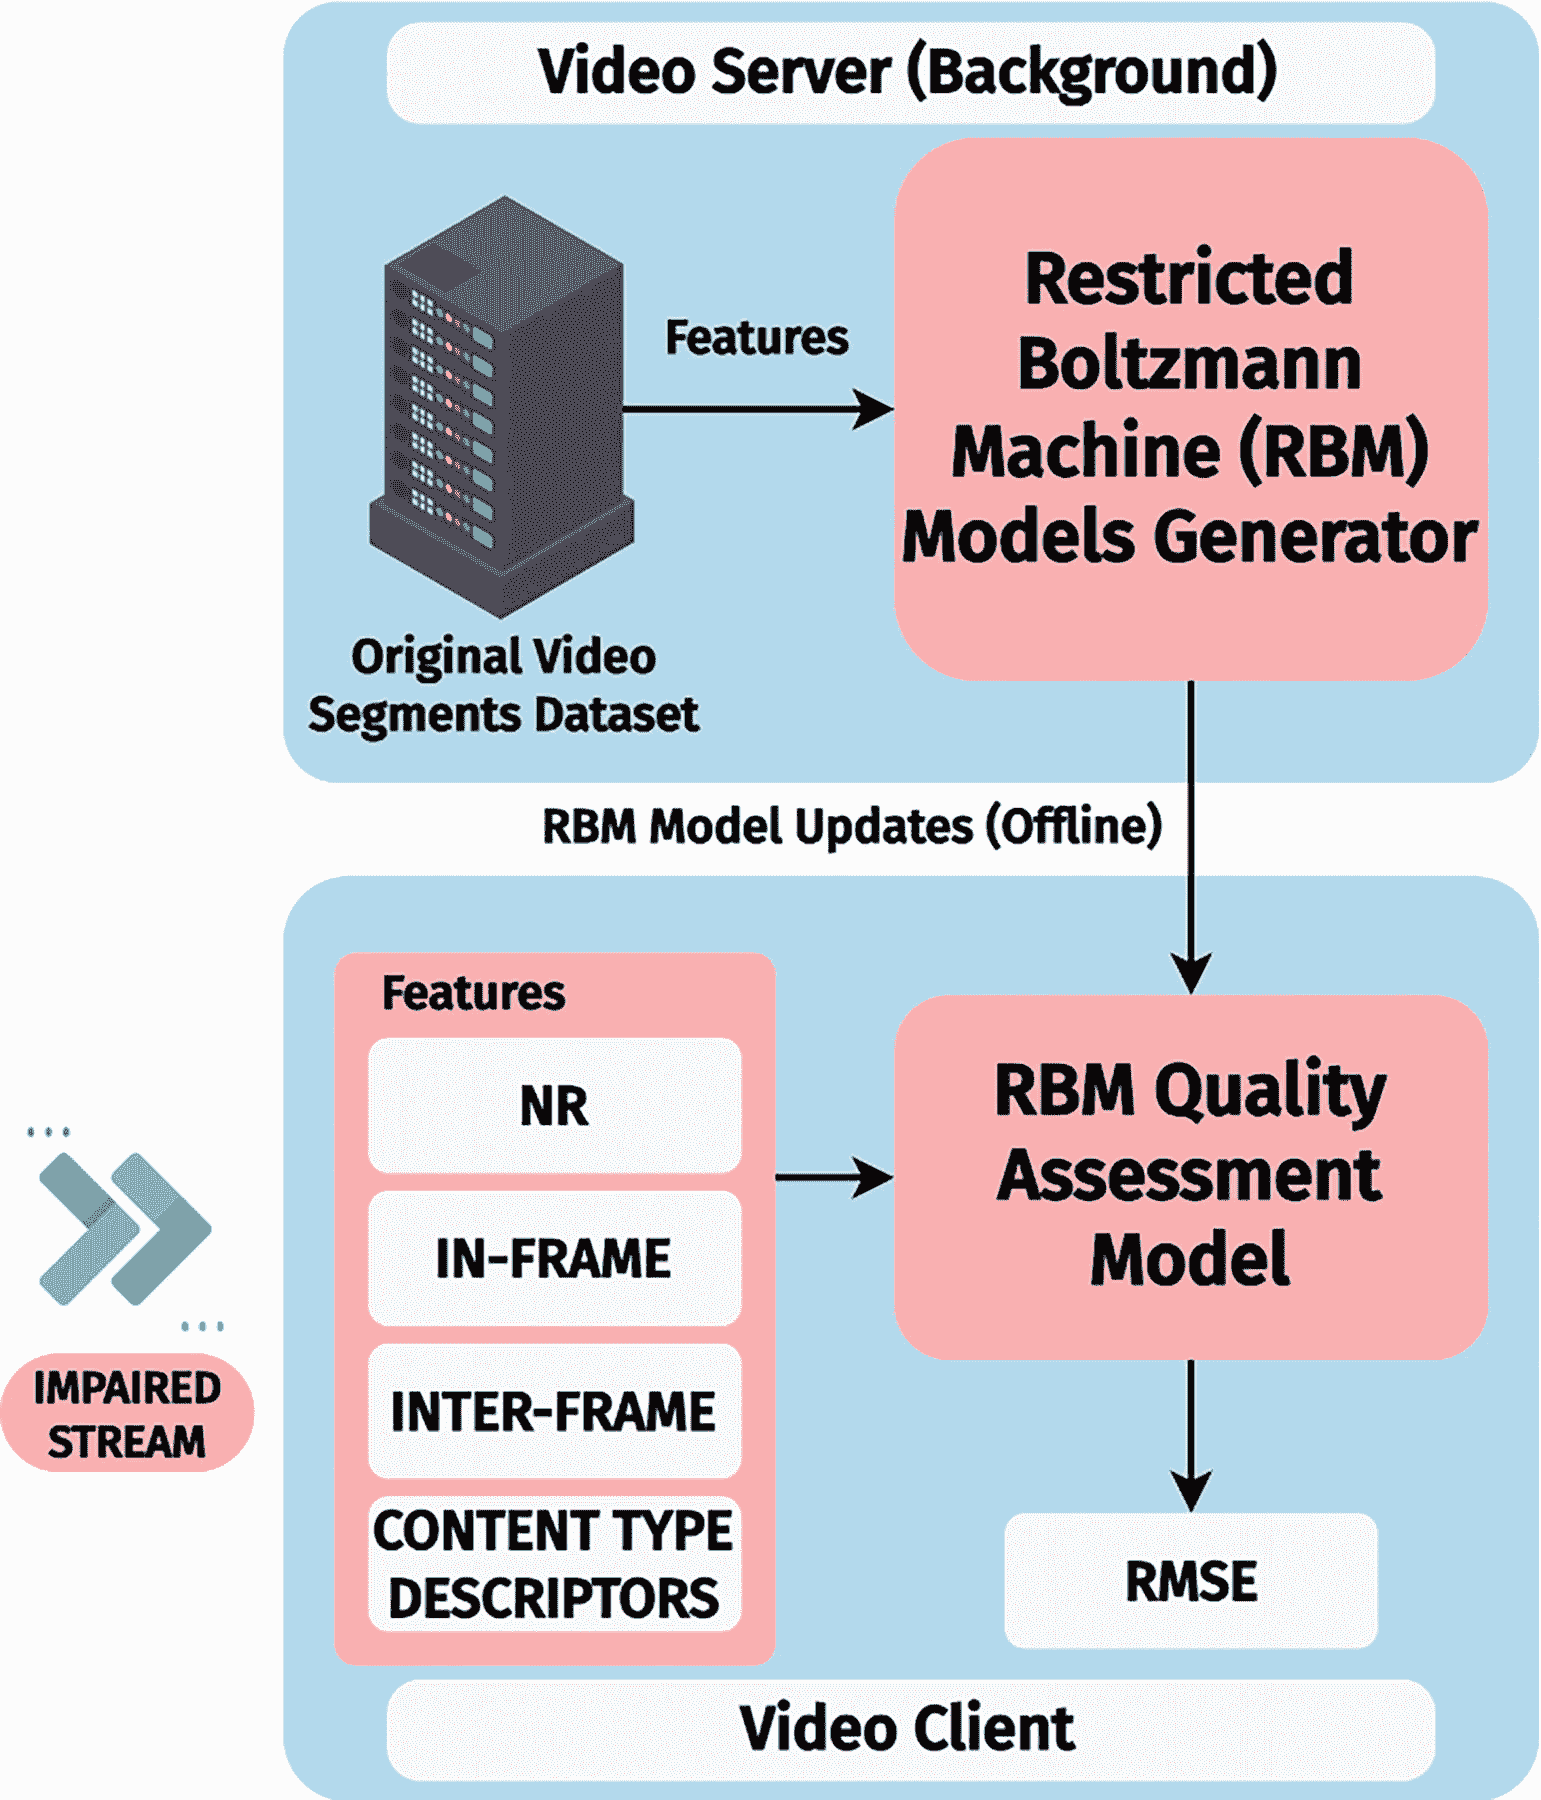 Video Server (Background)
Features
Restricted
Boltzmann
Machine (RBM)
Models Generator
Original Video
Segments Dataset
RBM Model Updates (Offline)
Features
NR
IN-FRAME
INTER-FRAME
CONTENT TYPE
DESCRIPTORS
RBM Quality
Assessment
Model
IMPAIRED
STREAM
RMSE
Video Client